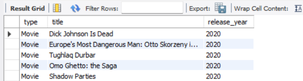 Result Grid Filter Rows: Export: Wrap Cell Content:
type title release_year
Movie Dick Johnson Is Dead 2020
Movie Europe's Most Dangerous Man: Otto Skorzeny i... 2020
Movie Tughlaq Durbar 2020
Movie Omo Ghetto: the Saga 2020
Movie Shadow Parties 2020